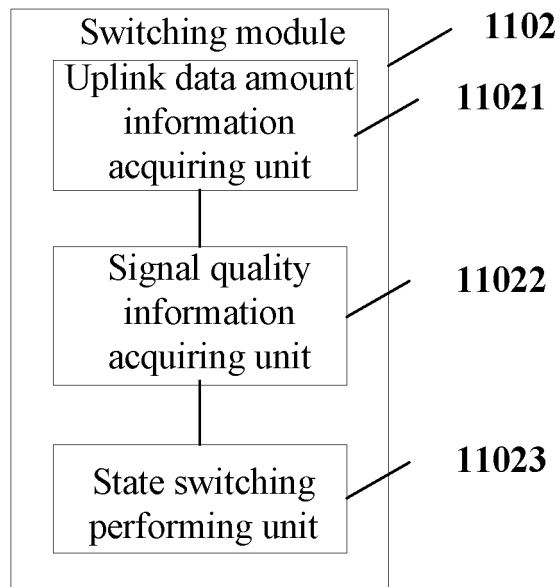 Switching module
1102
Uplink data amount
information
acquiring unit
11021
Signal quality
information
acquiring unit
11022
State switching
performing unit
11023